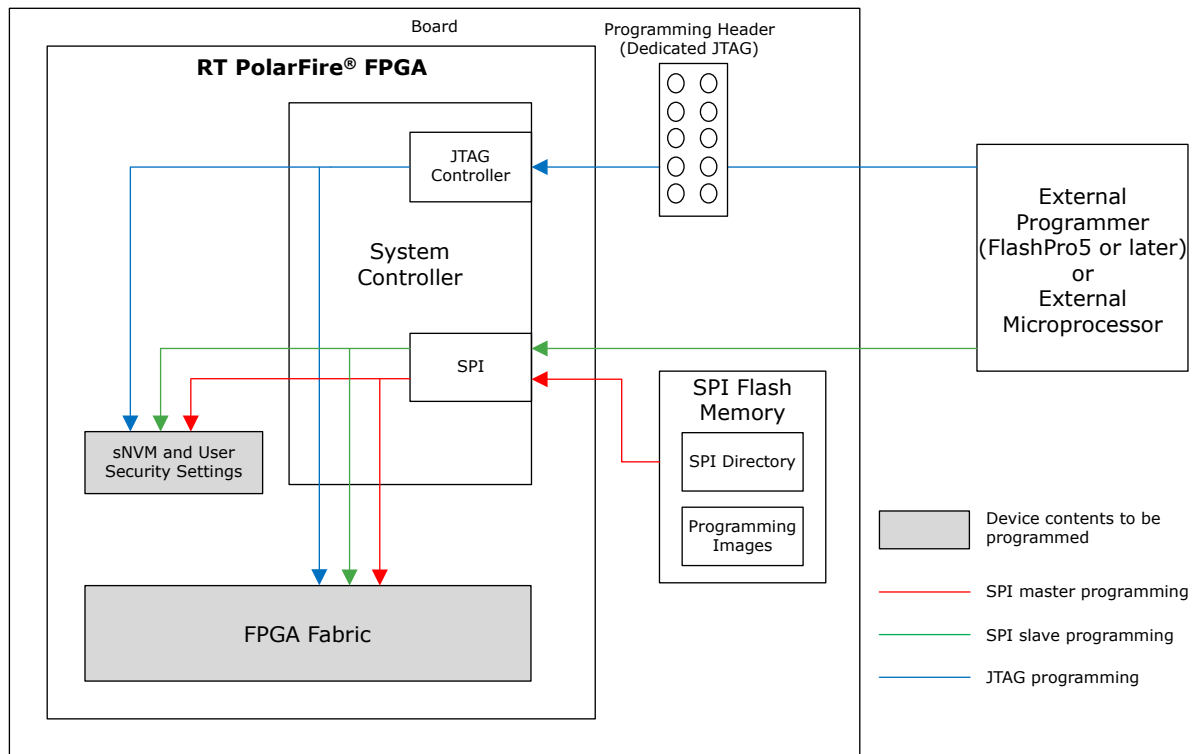 Board
Programming Header
(Dedicated JTAG)
RT PolarFire® FPGA
JTAG
Controller
System
Controller
SPI
sNVM and User
Security Settings
FPGA Fabric
External
Programmer
(FlashPro5 or later)
or
External
Microprocessor
SPI Flash
Memory
SPI Directory
Programming
Images
Device contents to be
programmed
SPI master programming
SPI slave programming
JTAG programming